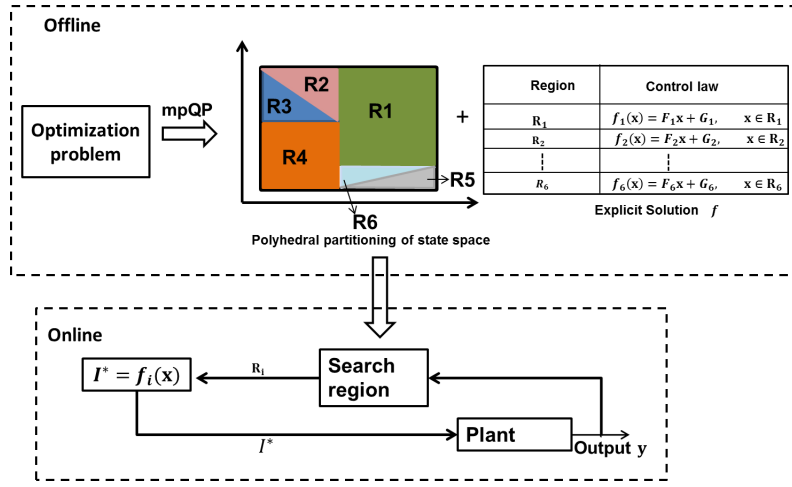 Offline
Optimization
problem
mpQP
R1
R2
R3
R4
R5
R6
Polyhedral partitioning of state space
+
Region Control law
R₁ f₁(x) = F₁x + G₁, x ∈ R₁
R₂ f₂(x) = F₂x + G₂, x ∈ R₂
R₆ f₆(x) = F₆x + G₆, x ∈ R₆
Explicit Solution f
Online
I* = fᵢ(x)
Rᵢ
Search
region
I*
Plant
Output y